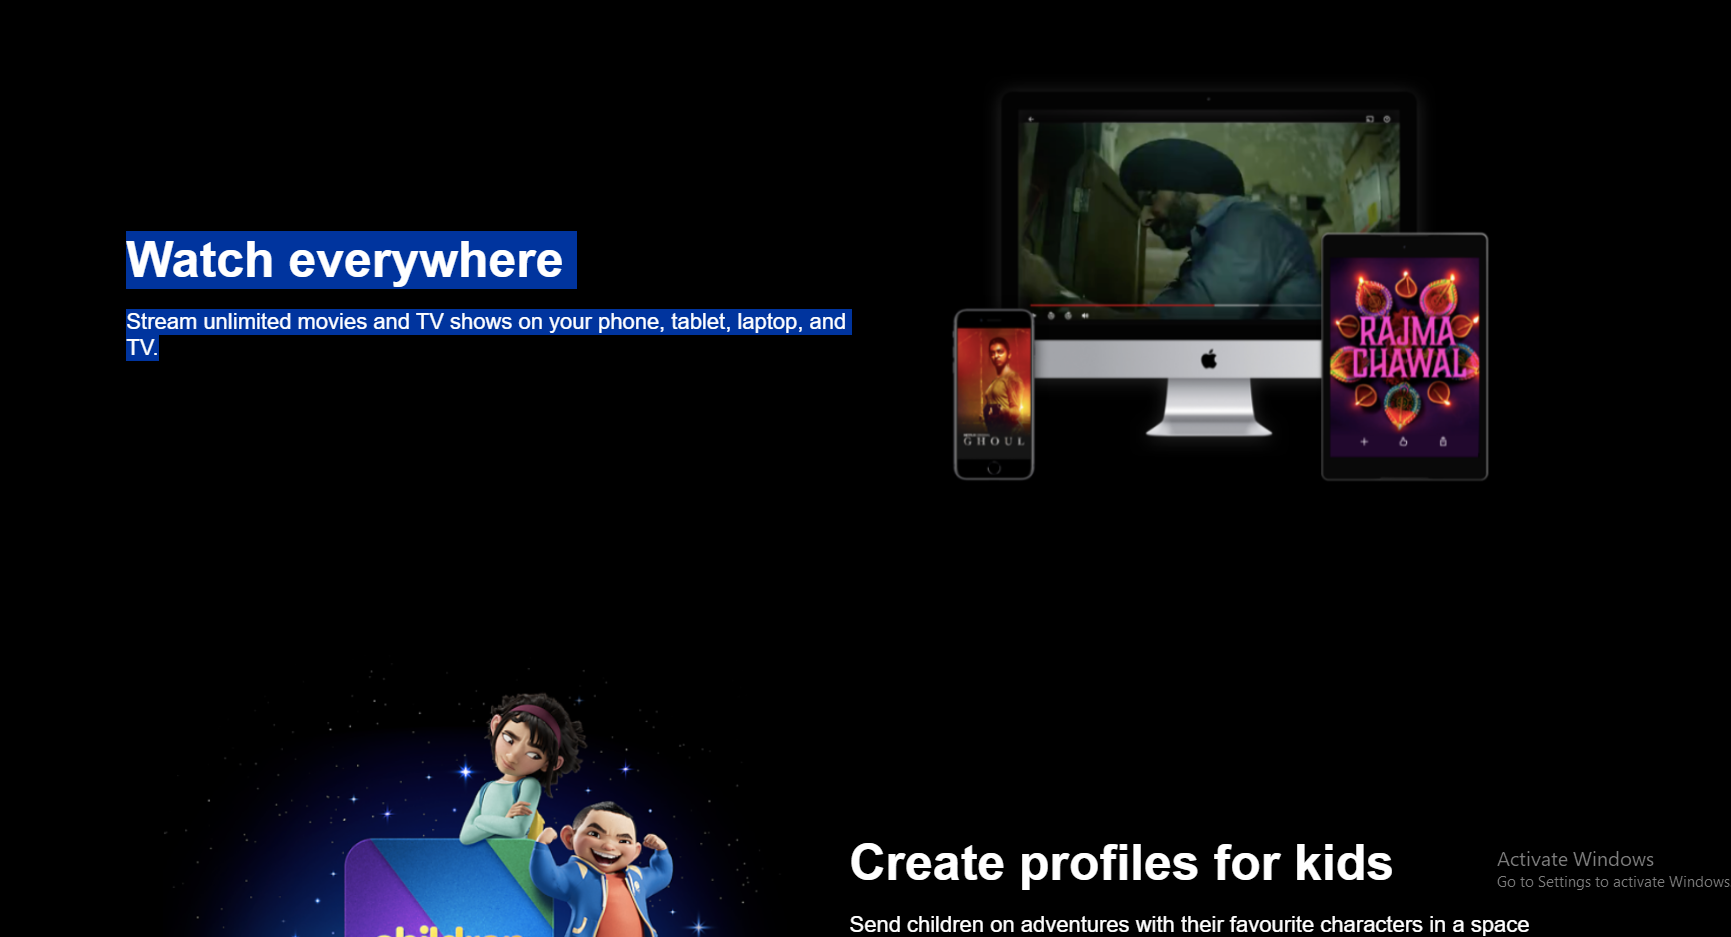 Watch everywhere
Stream unlimited movies and TV shows on your phone, tablet, laptop, and
TV.
RAJMA
CHAWAL
GHOUL
children
Create profiles for kids
Activate Windows
Go to Settings to activate Windows
Send children on adventures with their favourite characters in a space